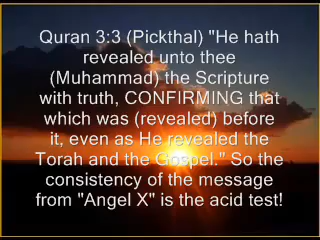 Quran 3:3 (Pickthal) "He hath
revealed unto thee
(Muhammad) the Scripture
with truth, CONFIRMING that
which was (revealed) before
it, even as He revealed the
Torah and the Gospel." So the
consistency of the message
from "Angel X" is the acid test!